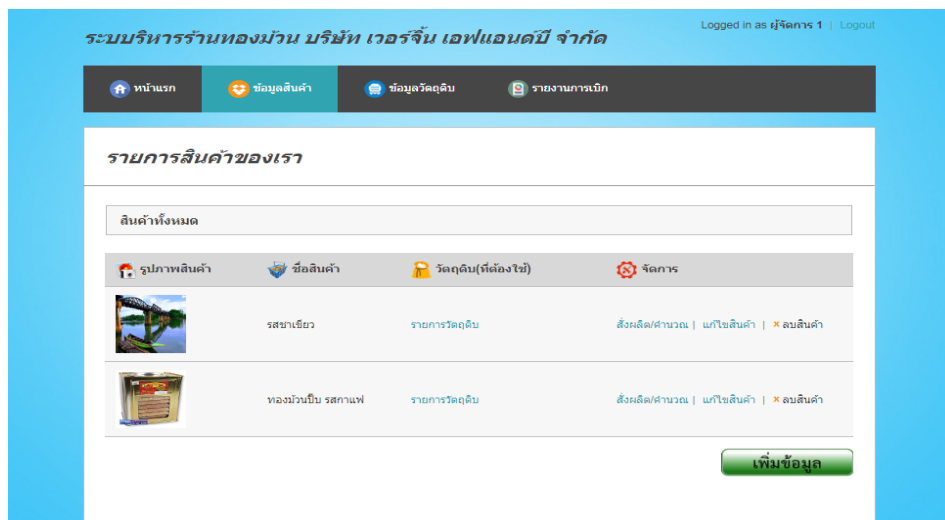 Logged in as ผู้จัดการ 1 | Logout
ระบบริหารร้านทองม้วน บริษัท เวอร์จิ้น เอฟแอนด์บี จำกัด
หน้าแรก ข้อมูลสินค้า ข้อมูลวัตถุดิบ รายงานการเบิก
รายการสินค้าของเรา
สินค้าทั้งหมด
รูปภาพสินค้า ชื่อสินค้า วัตถุดิบ(ที่ต้องใช้) จัดการ
รสชาเขียว รายการวัตถุดิบ สั่งผลิต/คำนวณ | แก้ไขสินค้า | × ลบสินค้า
ทองม้วนปี๊บ รสกาแฟ รายการวัตถุดิบ สั่งผลิต/คำนวณ | แก้ไขสินค้า | × ลบสินค้า
เพิ่มข้อมูล